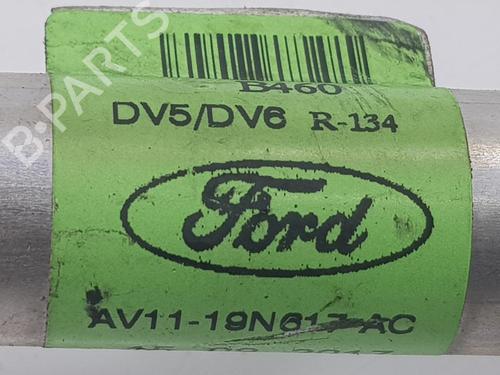 B460
DV5/DV6 R-134
Ford
AV11-19N617-AC
B-PARTS